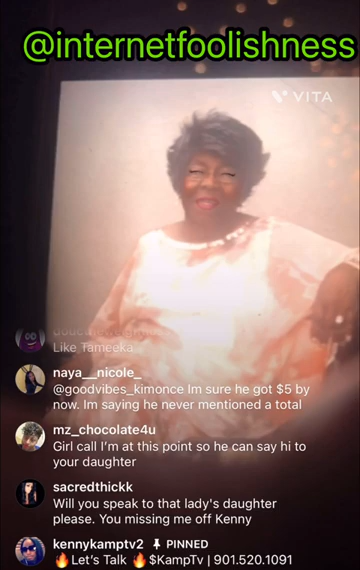 @internetfoolishness
VITA
Like Tameeka
naya__nicole_
@goodvibes_kimonce Im sure he got $5 by
now. Im saying he never mentioned a total
mz_chocolate4u
Girl call I'm at this point so he can say hi to
your daughter
sacredthickk
Will you speak to that lady's daughter
please. You missing me off Kenny
kennykamptv2 📌 PINNED
🔥Let's Talk 🔥$KampTv | 901.520.1091